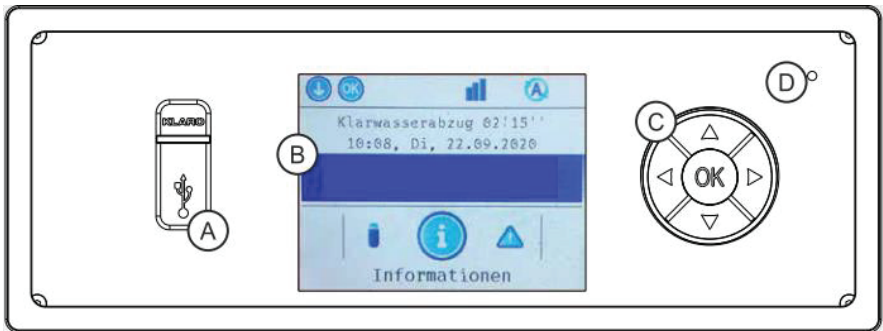 KLARO
A
B
OK
A
Klarwasserabzug 02'15''
10:08, Di, 22.09.2020
Informationen
C
OK
D